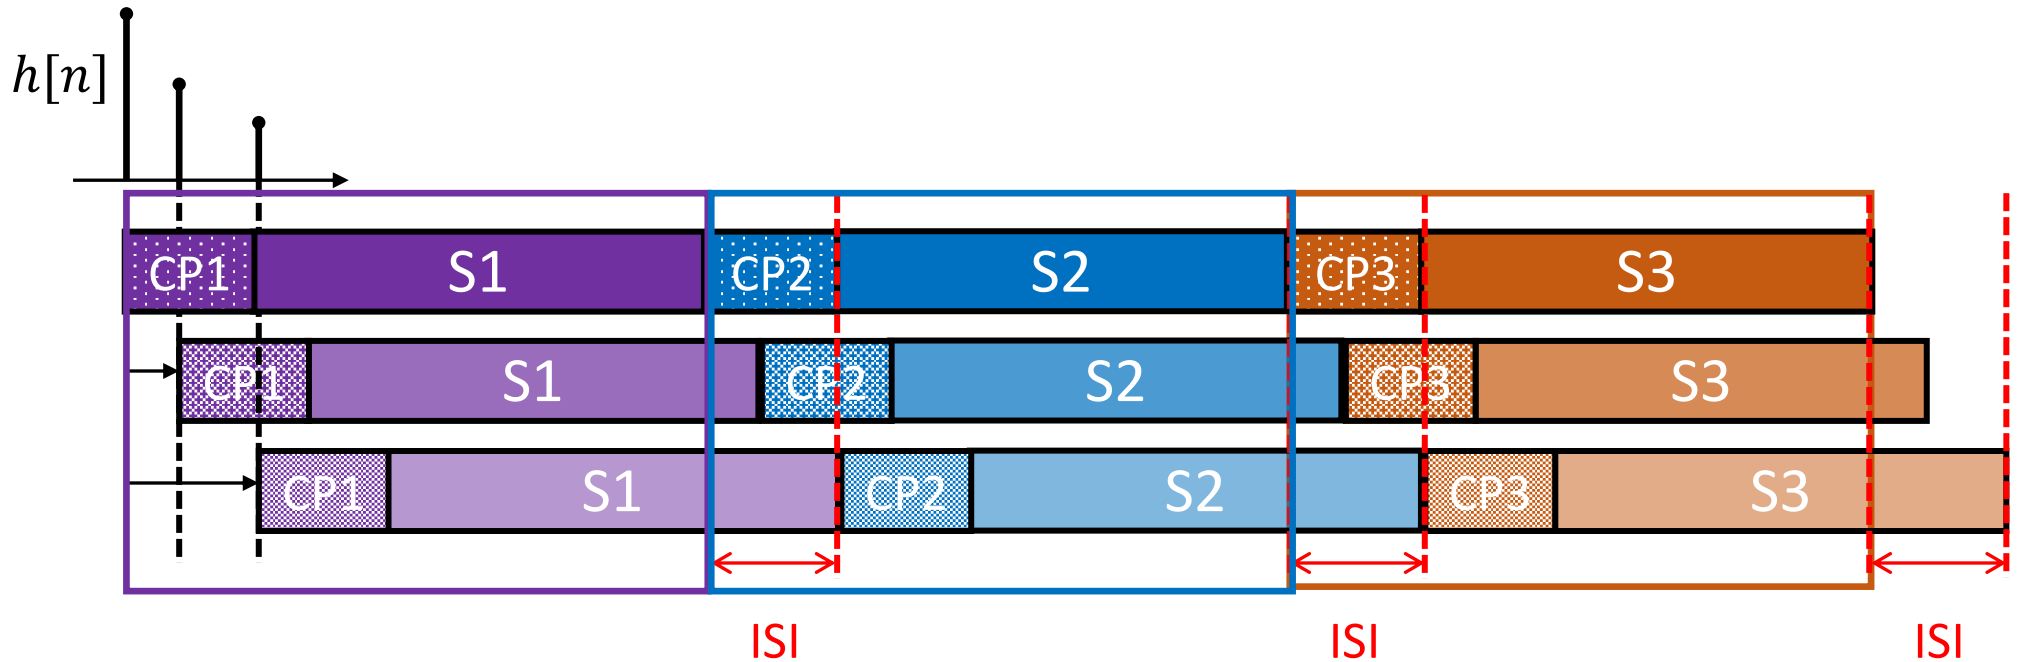 h[n]
CP1 S1 CP2 S2 CP3 S3
CP1 S1 CP2 S2 CP3 S3
CP1 S1 CP2 S2 CP3 S3
ISI ISI ISI